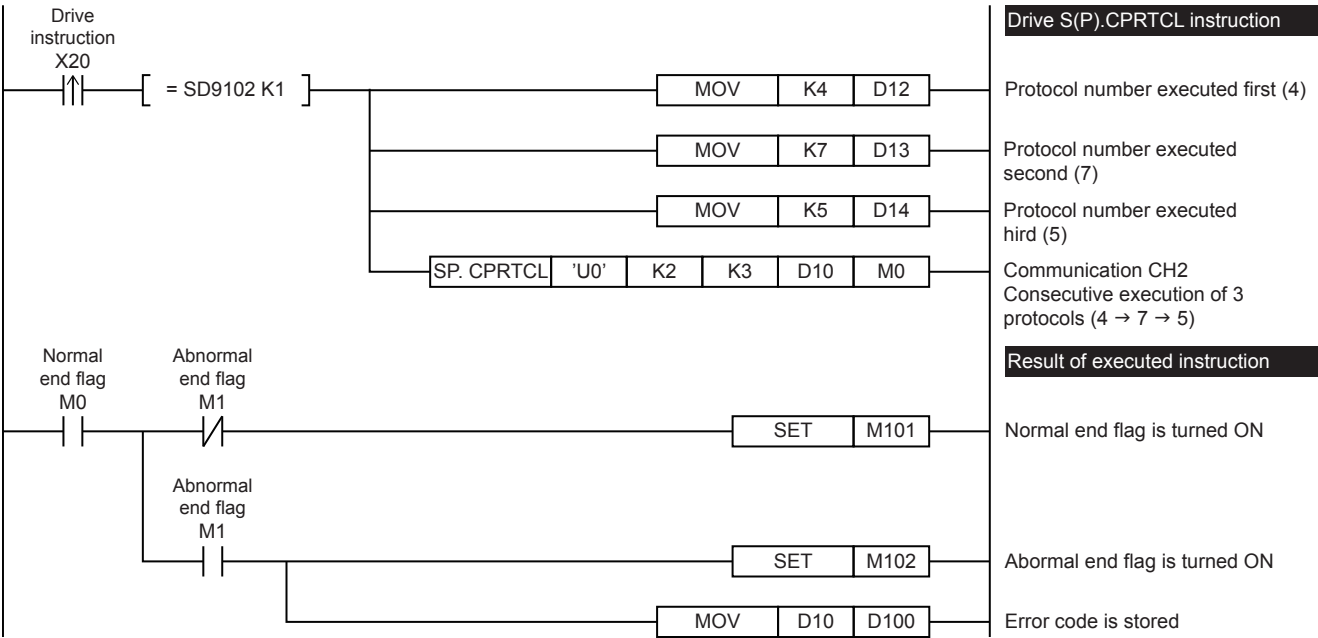 Drive
instruction
X20
Drive S(P).CPRTCL instruction
= SD9102 K1
MOV K4 D12
Protocol number executed first (4)
MOV K7 D13
Protocol number executed
second (7)
MOV K5 D14
Protocol number executed
hird (5)
SP. CPRTCL 'U0' K2 K3 D10 M0
Communication CH2
Consecutive execution of 3
protocols (4 → 7 → 5)
Normal
end flag
M0
Abnormal
end flag
M1
Result of executed instruction
SET M101
Normal end flag is turned ON
Abnormal
end flag
M1
SET M102
Abormal end flag is turned ON
MOV D10 D100
Error code is stored